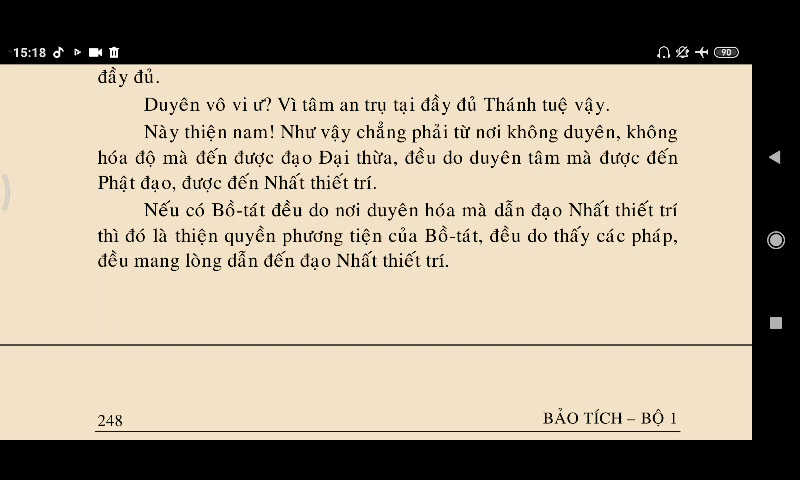 15:18
90
đầy đủ.
Duyên vô vi ư? Vì tâm an trụ tại đầy đủ Thánh tuệ vậy.
Này thiện nam! Như vậy chẳng phải từ nơi không duyên, không
hóa độ mà đến được đạo Đại thừa, đều do duyên tâm mà được đến
Phật đạo, được đến Nhất thiết trí.
Nếu có Bồ-tát đều do nơi duyên hóa mà dẫn đạo Nhất thiết trí
thì đó là thiện quyền phương tiện của Bồ-tát, đều do thấy các pháp,
đều mang lòng dẫn đến đạo Nhất thiết trí.
248
BẢO TÍCH – BỘ 1